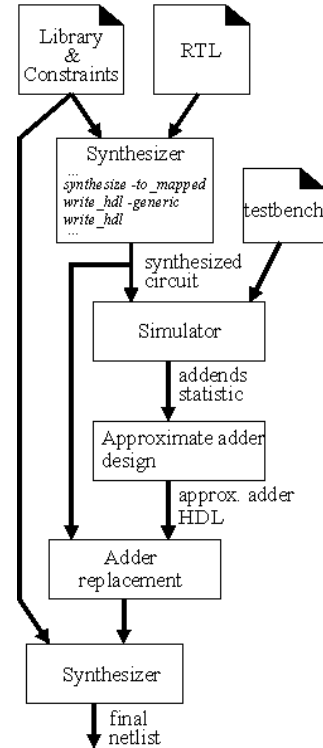 Library
&
Constraints
RTL
Synthesizer
...
synthesize -to_mapped
write_hdl -generic
write_hdl
...
testbench
synthesized
circuit
Simulator
addends
statistic
Approximate adder
design
approx. adder
HDL
Adder
replacement
Synthesizer
final
netlist